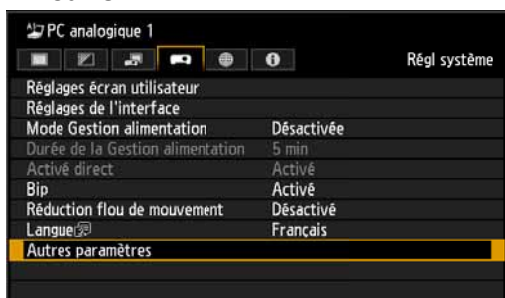 PC analogique 1
Régl système
Réglages écran utilisateur
Réglages de l'interface
Mode Gestion alimentation Désactivée
Durée de la Gestion alimentation 5 min
Activé direct Activé
Bip Activé
Réduction flou de mouvement Désactivé
Langue Français
Autres paramètres